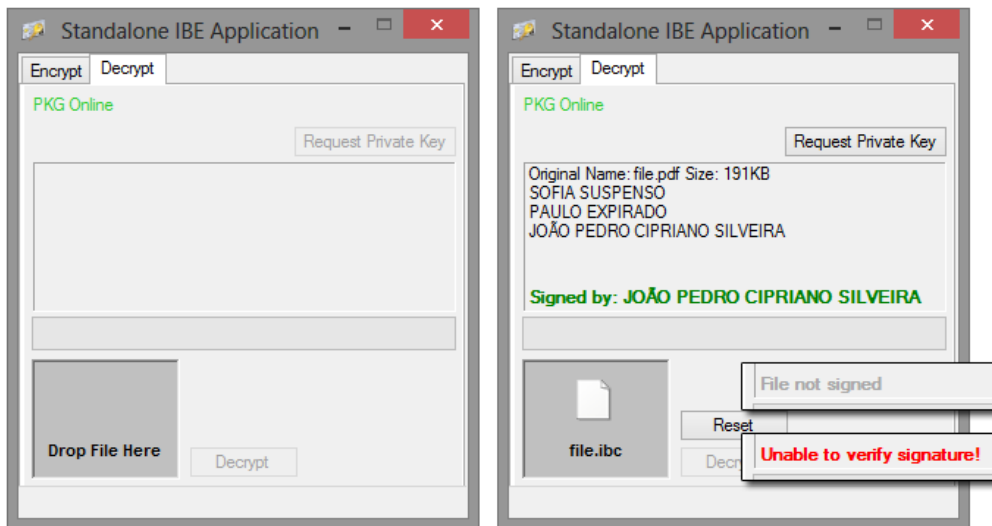 Standalone IBE Application
Encrypt Decrypt
PKG Online
Request Private Key
Drop File Here
Decrypt
Standalone IBE Application
Encrypt Decrypt
PKG Online
Request Private Key
Original Name: file.pdf Size: 191KB
SOFIA SUSPENSO
PAULO EXPIRADO
JOÃO PEDRO CIPRIANO SILVEIRA
Signed by: JOÃO PEDRO CIPRIANO SILVEIRA
File not signed
Reset
file.ibc
Unable to verify signature!